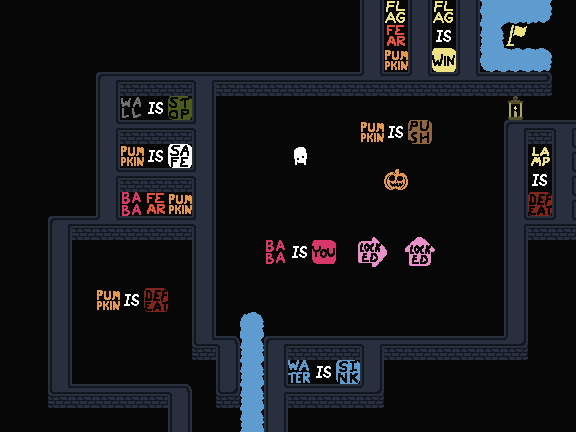 FLAG FEAR PUMPKIN
FLAG IS WIN
WALL IS STOP
PUMPKIN IS PUSH
PUMPKIN IS SAFE
LAMP IS DEFEAT
BABA FEAR PUMPKIN
BABA IS YOU LOCKED LOCKED
PUMPKIN IS DEFEAT
WATER IS SINK